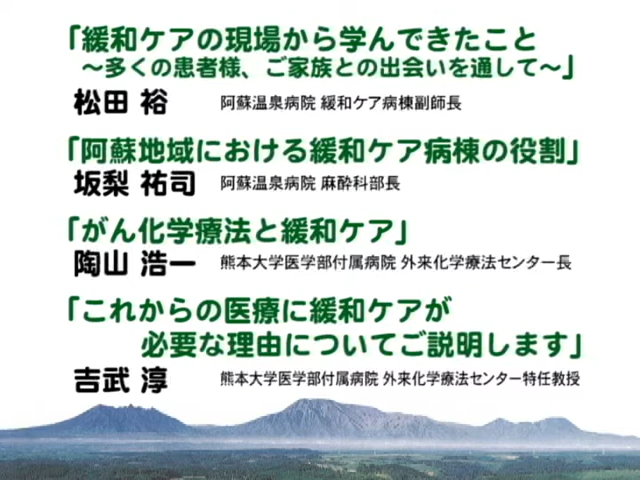 「緩和ケアの現場から学んできたこと
～多くの患者様、ご家族との出会いを通して～」
松田 裕 阿蘇温泉病院 緩和ケア病棟副師長
「阿蘇地域における緩和ケア病棟の役割」
坂梨 祐司 阿蘇温泉病院 麻酔科部長
「がん化学療法と緩和ケア」
陶山 浩一 熊本大学医学部付属病院 外来化学療法センター長
「これからの医療に緩和ケアが
必要な理由についてご説明します」
吉武 淳 熊本大学医学部付属病院 外来化学療法センター特任教授